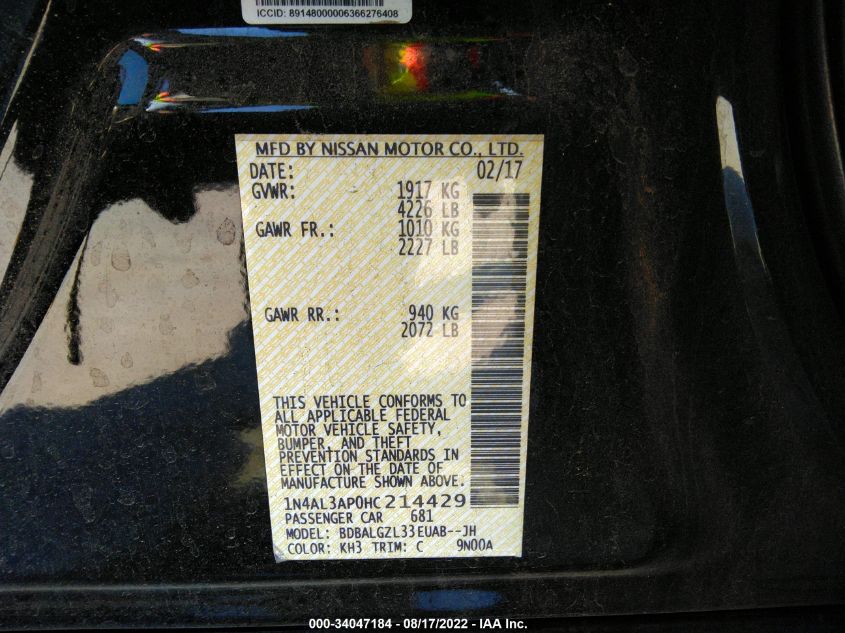 ICCID: 89148000006366276408
MFD BY NISSAN MOTOR CO., LTD.
DATE: 02/17
GVWR: 1917 KG
4226 LB
GAWR FR.: 1010 KG
2227 LB
GAWR RR.: 940 KG
2072 LB
THIS VEHICLE CONFORMS TO
ALL APPLICABLE FEDERAL
MOTOR VEHICLE SAFETY,
BUMPER, AND THEFT
PREVENTION STANDARDS IN
EFFECT ON THE DATE OF
MANUFACTURE SHOWN ABOVE.
1N4AL3AP0HC214429
PASSENGER CAR 681
MODEL: BDBALGZL33EUAB--JH
COLOR: KH3 TRIM: C 9N00A
000-34047184 - 08/17/2022 - IAA Inc.